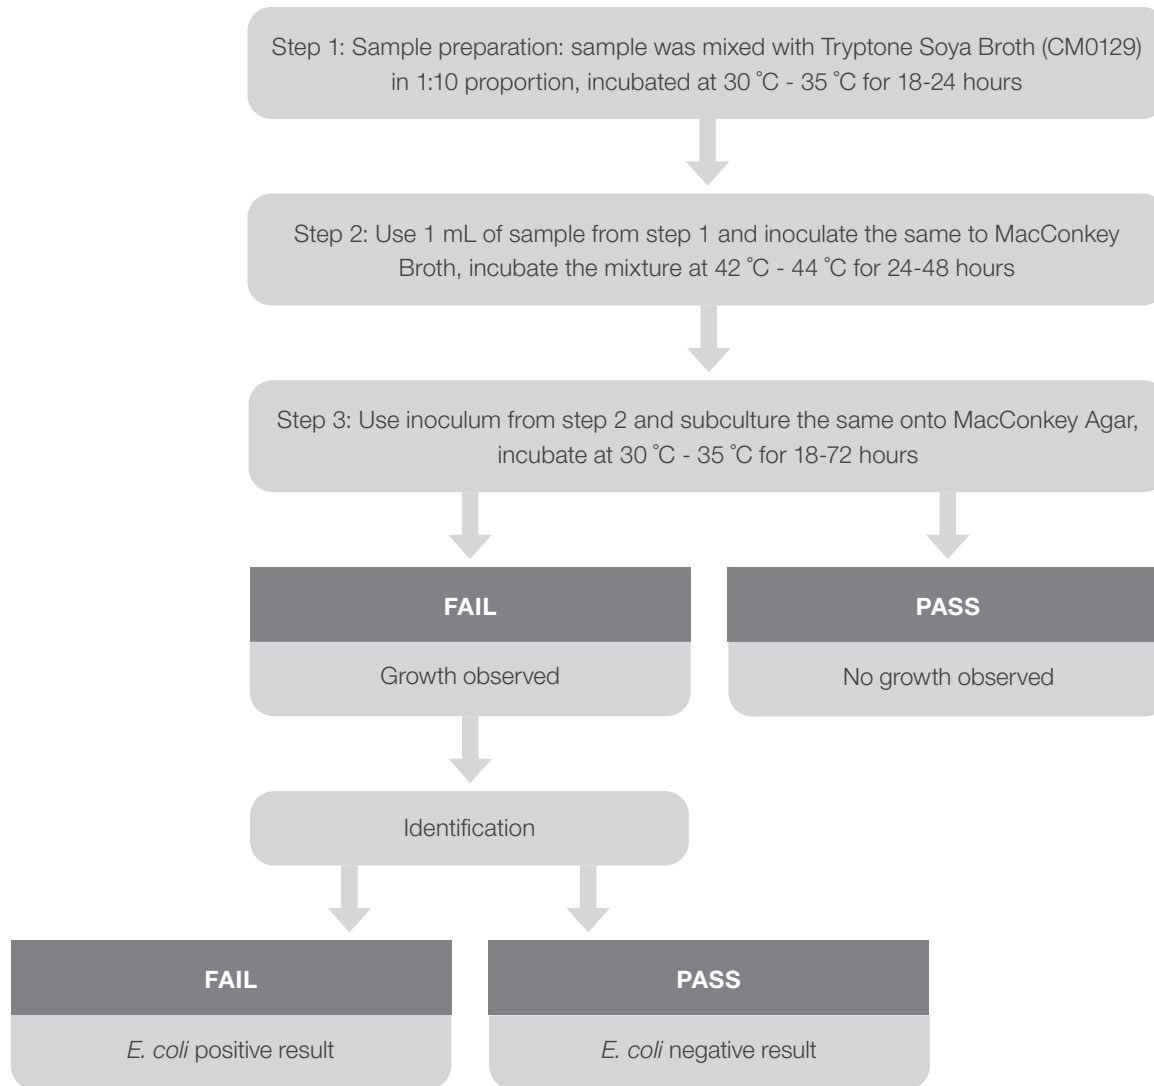 Step 1: Sample preparation: sample was mixed with Tryptone Soya Broth (CM0129)
in 1:10 proportion, incubated at 30 ˚C - 35 ˚C for 18-24 hours
Step 2: Use 1 mL of sample from step 1 and inoculate the same to MacConkey
Broth, incubate the mixture at 42 ˚C - 44 ˚C for 24-48 hours
Step 3: Use inoculum from step 2 and subculture the same onto MacConkey Agar,
incubate at 30 ˚C - 35 ˚C for 18-72 hours
FAIL
Growth observed
PASS
No growth observed
Identification
FAIL
E. coli positive result
PASS
E. coli negative result